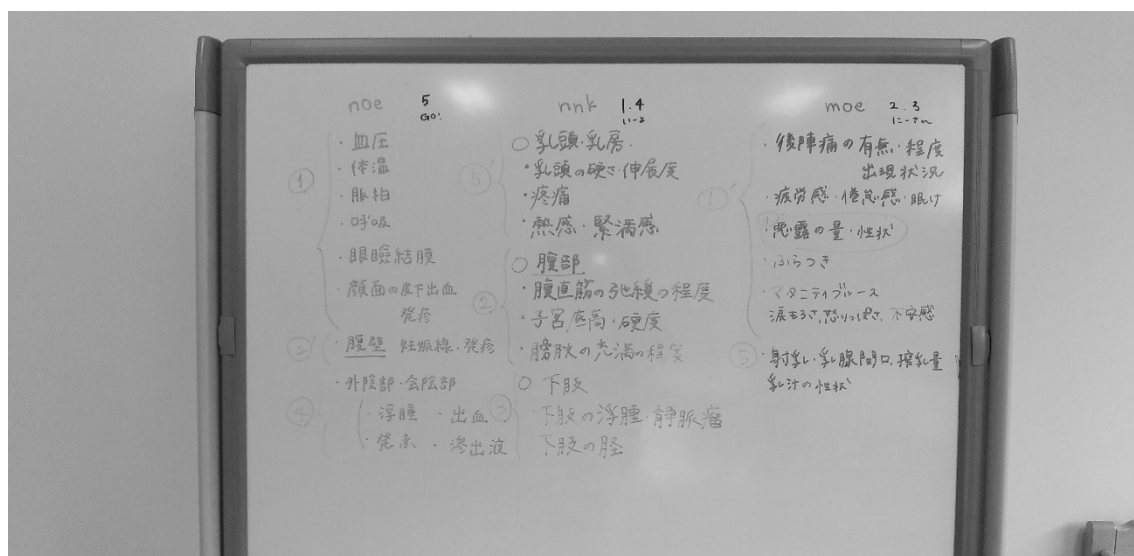 noe 5
GO!
① ・血圧
・体温
・脈拍
・呼吸
・眼瞼結膜
・顔面の皮下出血
発疹
②' ・腹壁 妊娠線・発疹
・外陰部・会陰部
④ ・浮腫 ・出血
・発赤 ・滲出液
nnk 1.4
いーよ
○乳頭・乳房
⑤ ・乳頭の硬さ・伸展度
・疼痛
・熱感・緊満感
○腹部
② ・腹直筋の弛緩の程度
・子宮底高・硬度
・膀胱の充満の程度
○下肢
③ 下肢の浮腫・静脈瘤
下肢の
moe 2.3
にーさん
①' ・後陣痛の有無・程度
出現状況
・疲労感・倦怠感・眠け
・悪露の量・性状
・ふらつき
・マタニティブルース
涙もろさ、怒りっぽさ、不安感
・射乳・乳腺開口、搾乳量
乳汁の性状